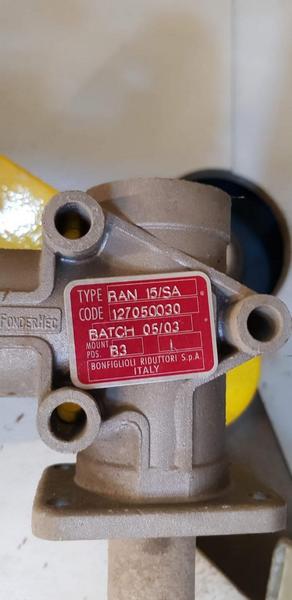 TYPE RAN 15/SA
CODE 127050030
BATCH 05/03
MOUNT POS. B3
BONFIGLIOLI RIDUTTORI S.p.A
ITALY
FONDERMEC